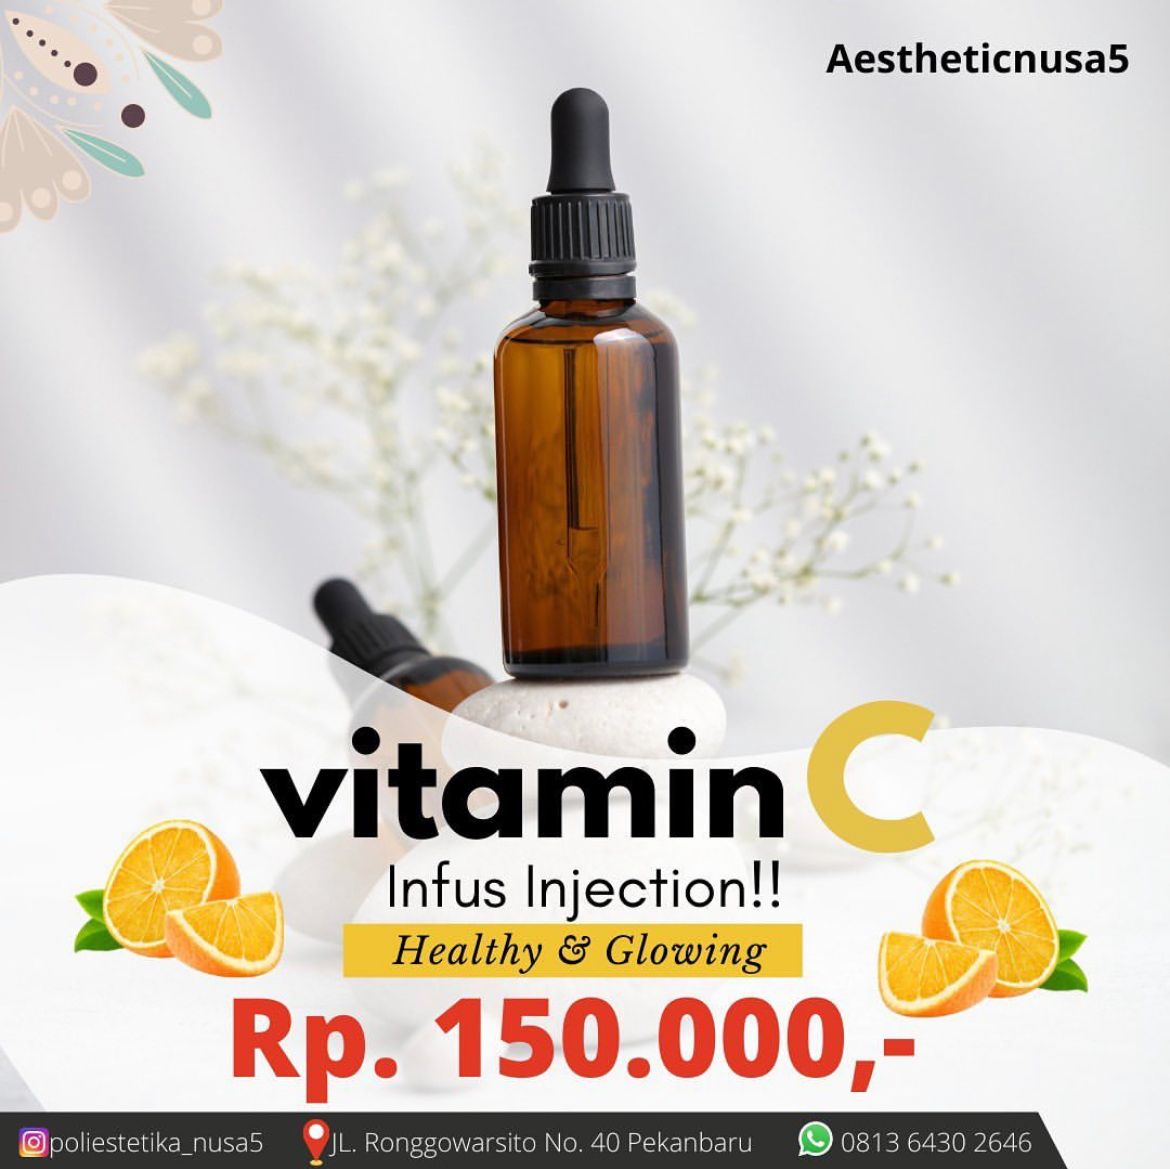 Aestheticnusa5
vitamin C
Infus Injection!!
Healthy & Glowing
Rp. 150.000,-
poliestetika_nusa5 JL. Ronggowarsito No. 40 Pekanbaru 0813 6430 2646